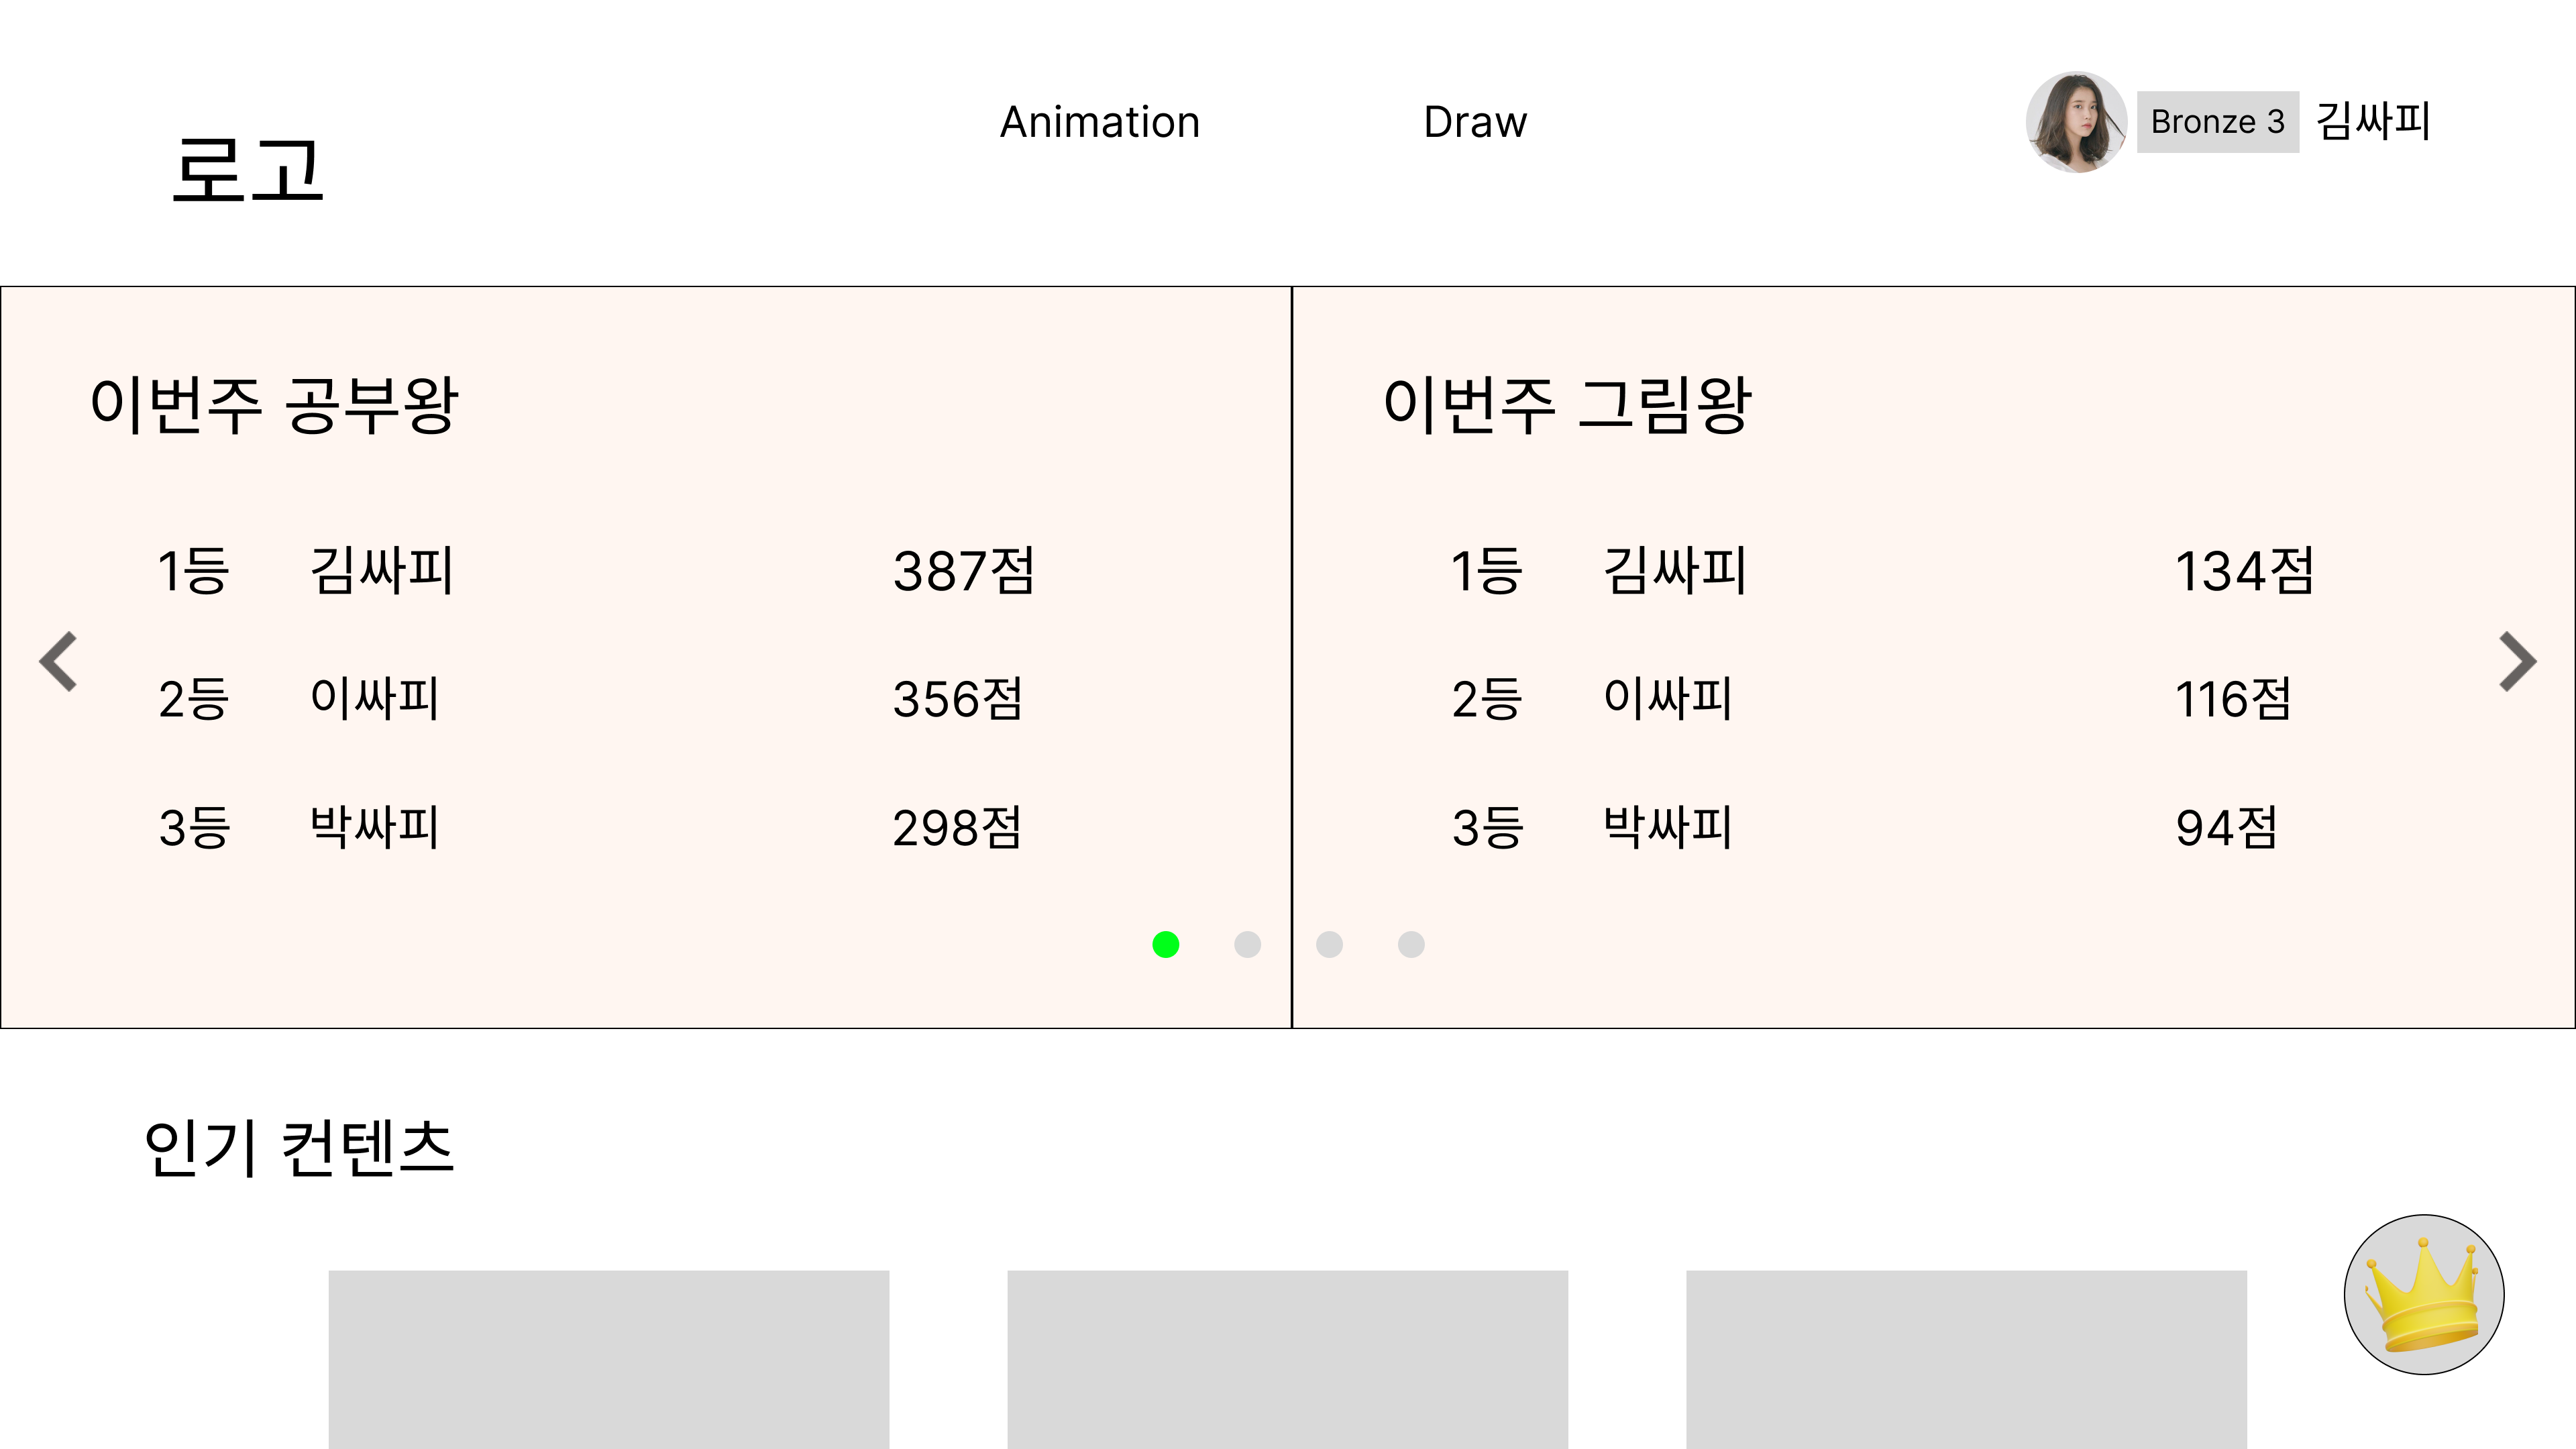 로고
Animation
Draw
Bronze 3
김싸피
이번주 공부왕
1등 김싸피 387점
2등 이싸피 356점
3등 박싸피 298점
이번주 그림왕
1등 김싸피 134점
2등 이싸피 116점
3등 박싸피 94점
인기 컨텐츠